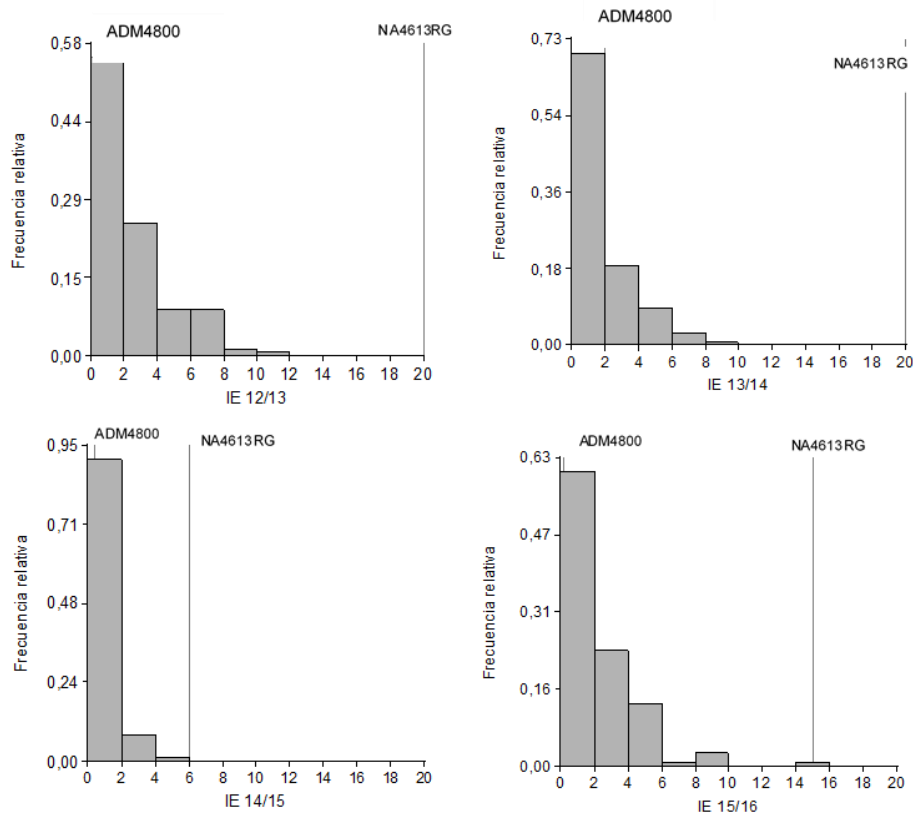 ADM4800
NA4613RG
0,58
0,44
0,29
0,15
0,00
Frecuencia relativa
0 2 4 6 8 10 12 14 16 18 20
IE 12/13
ADM4800
NA4613RG
0,73
0,54
0,36
0,18
0,00
Frecuencia relativa
0 2 4 6 8 10 12 14 16 18 20
IE 13/14
ADM4800
NA4613RG
0,95
0,71
0,48
0,24
0,00
Frecuencia relativa
0 2 4 6 8 10 12 14 16 18 20
IE 14/15
ADM4800
NA4613RG
0,63
0,47
0,31
0,16
0,00
Frecuencia relativa
0 2 4 6 8 10 12 14 16 18 20
IE 15/16